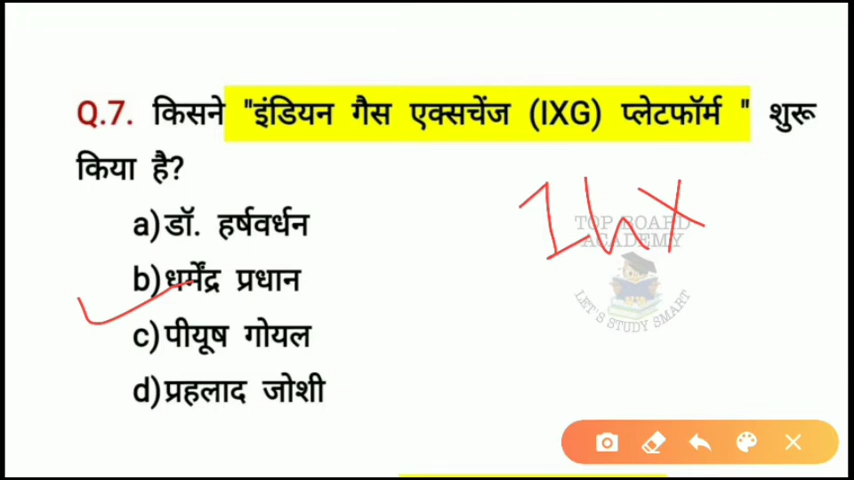 Q.7. किसने "इंडियन गैस एक्सचेंज (IXG) प्लेटफॉर्म " शुरू
किया है?
a)डॉ. हर्षवर्धन
b)धर्मेंद्र प्रधान
c)पीयूष गोयल
d)प्रहलाद जोशी
TOP BOARD
ACADEMY
LET'S STUDY SMART